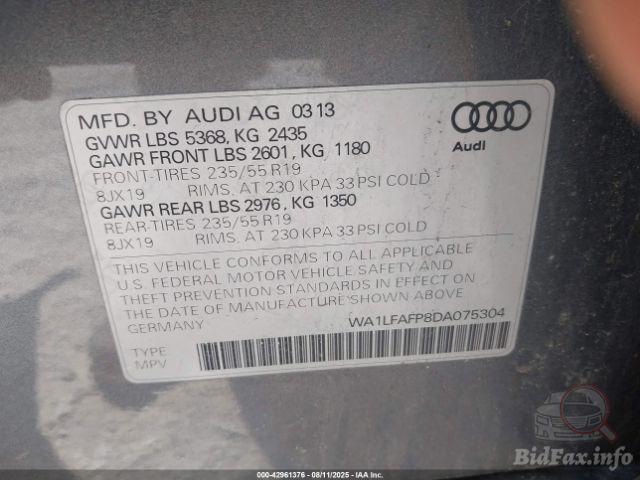 MFD. BY AUDI AG 0313
GVWR LBS 5368, KG 2435
GAWR FRONT LBS 2601, KG 1180
FRONT-TIRES 235/55 R19
8JX19 RIMS. AT 230 KPA 33 PSI COLD
GAWR REAR LBS 2976, KG 1350
REAR-TIRES 235/55 R19
8JX19 RIMS. AT 230 KPA 33 PSI COLD
Audi
THIS VEHICLE CONFORMS TO ALL APPLICABLE
U.S. FEDERAL MOTOR VEHICLE SAFETY AND
THEFT PREVENTION STANDARDS IN EFFECT ON
THE DATE OF MANUFACTURE SHOWN ABOVE.
GERMANY WA1LFAFP8DA075304
TYPE
MPV
BidFax.info
000-42961376 - 08/11/2025 - IAA Inc.